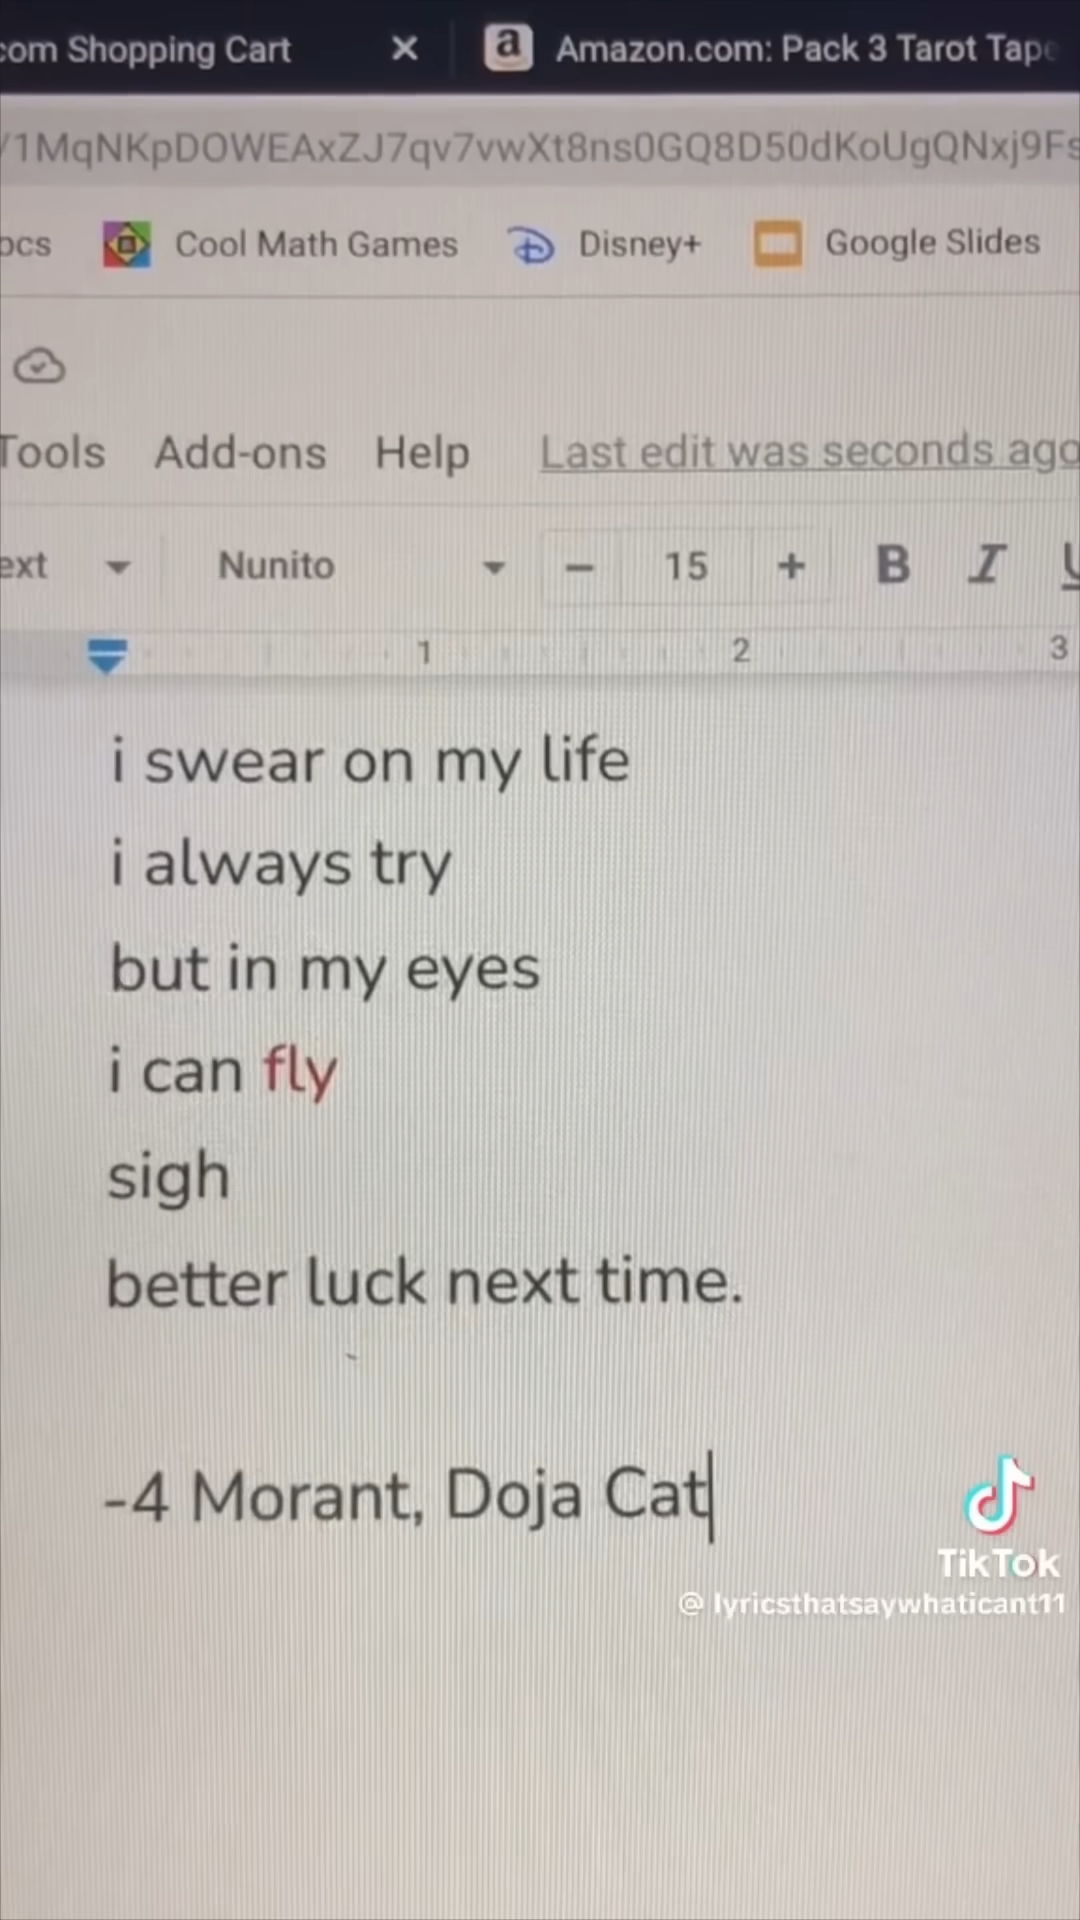 com Shopping Cart
a Amazon.com: Pack 3 Tarot Tape
/1MqNKpDOWEAxZJ7qv7vwXt8ns0GQ8D50dKoUgQNxj9Fs
ocs Cool Math Games Disney+ Google Slides
Tools Add-ons Help Last edit was seconds ago
ext Nunito - 15 + B I U
1 2 3
i swear on my life
i always try
but in my eyes
i can fly
sigh
better luck next time.
-4 Morant, Doja Cat
TikTok
@ lyricsthatsaywhaticant11